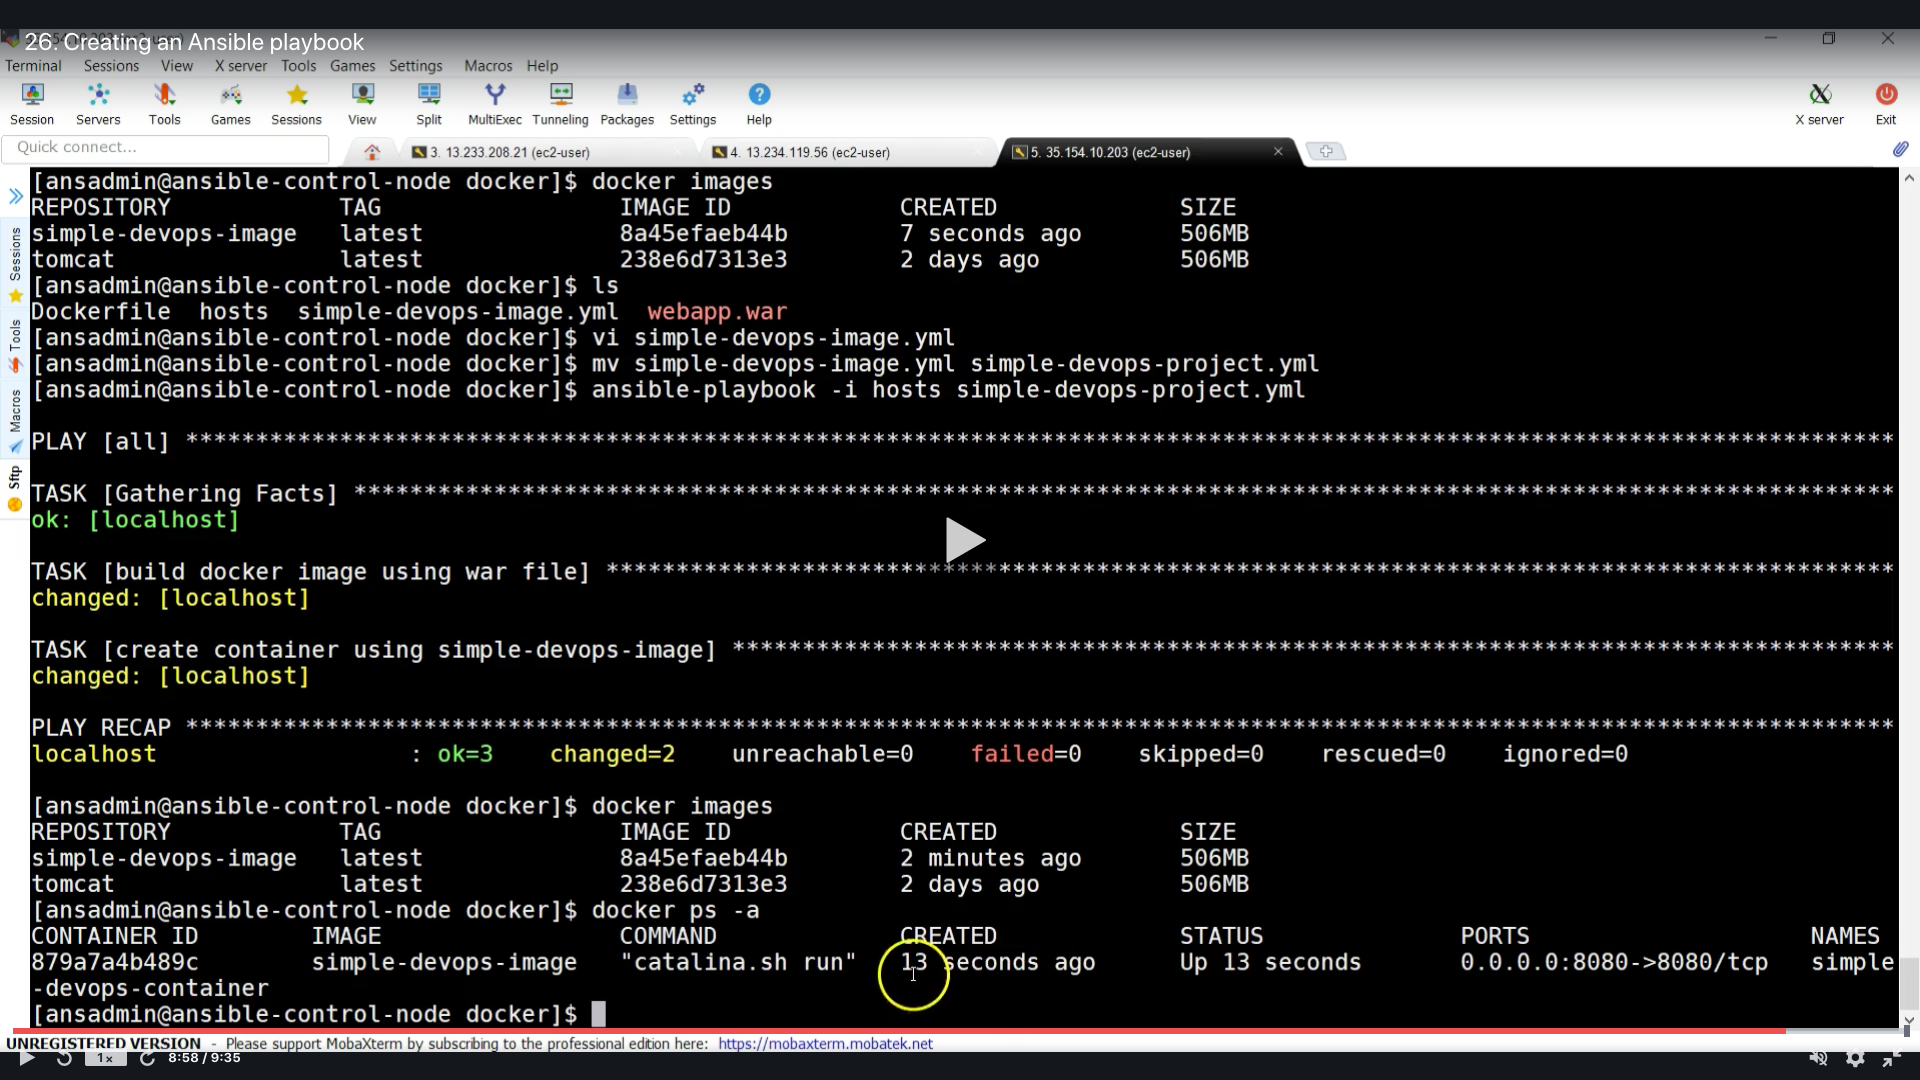 26. Creating an Ansible playbook
Terminal Sessions View X server Tools Games Settings Macros Help
Session Servers Tools Games Sessions View Split MultiExec Tunneling Packages Settings Help X server Exit
Quick connect...
3. 13.233.208.21 (ec2-user)
4. 13.234.119.56 (ec2-user)
5. 35.154.10.203 (ec2-user)
Sessions
Tools
Macros
Sftp
[ansadmin@ansible-control-node docker]$ docker images
REPOSITORY TAG IMAGE ID CREATED SIZE
simple-devops-image latest 8a45efaeb44b 7 seconds ago 506MB
tomcat latest 238e6d7313e3 2 days ago 506MB
[ansadmin@ansible-control-node docker]$ ls
Dockerfile hosts simple-devops-image.yml webapp.war
[ansadmin@ansible-control-node docker]$ vi simple-devops-image.yml
[ansadmin@ansible-control-node docker]$ mv simple-devops-image.yml simple-devops-project.yml
[ansadmin@ansible-control-node docker]$ ansible-playbook -i hosts simple-devops-project.yml
PLAY [all] **************************************************************************************************************************
TASK [Gathering Facts] **************************************************************************************************************
ok: [localhost]
TASK [build docker image using war file] ********************************************************************************************
changed: [localhost]
TASK [create container using simple-devops-image] ***********************************************************************************
changed: [localhost]
PLAY RECAP **************************************************************************************************************************
localhost : ok=3 changed=2 unreachable=0 failed=0 skipped=0 rescued=0 ignored=0
[ansadmin@ansible-control-node docker]$ docker images
REPOSITORY TAG IMAGE ID CREATED SIZE
simple-devops-image latest 8a45efaeb44b 2 minutes ago 506MB
tomcat latest 238e6d7313e3 2 days ago 506MB
[ansadmin@ansible-control-node docker]$ docker ps -a
CONTAINER ID IMAGE COMMAND CREATED STATUS PORTS NAMES
879a7a4b489c simple-devops-image "catalina.sh run" 13 seconds ago Up 13 seconds 0.0.0.0:8080->8080/tcp simple
-devops-container
[ansadmin@ansible-control-node docker]$
UNREGISTERED VERSION - Please support MobaXterm by subscribing to the professional edition here: https://mobaxterm.mobatek.net
1x 8:58 / 9:35